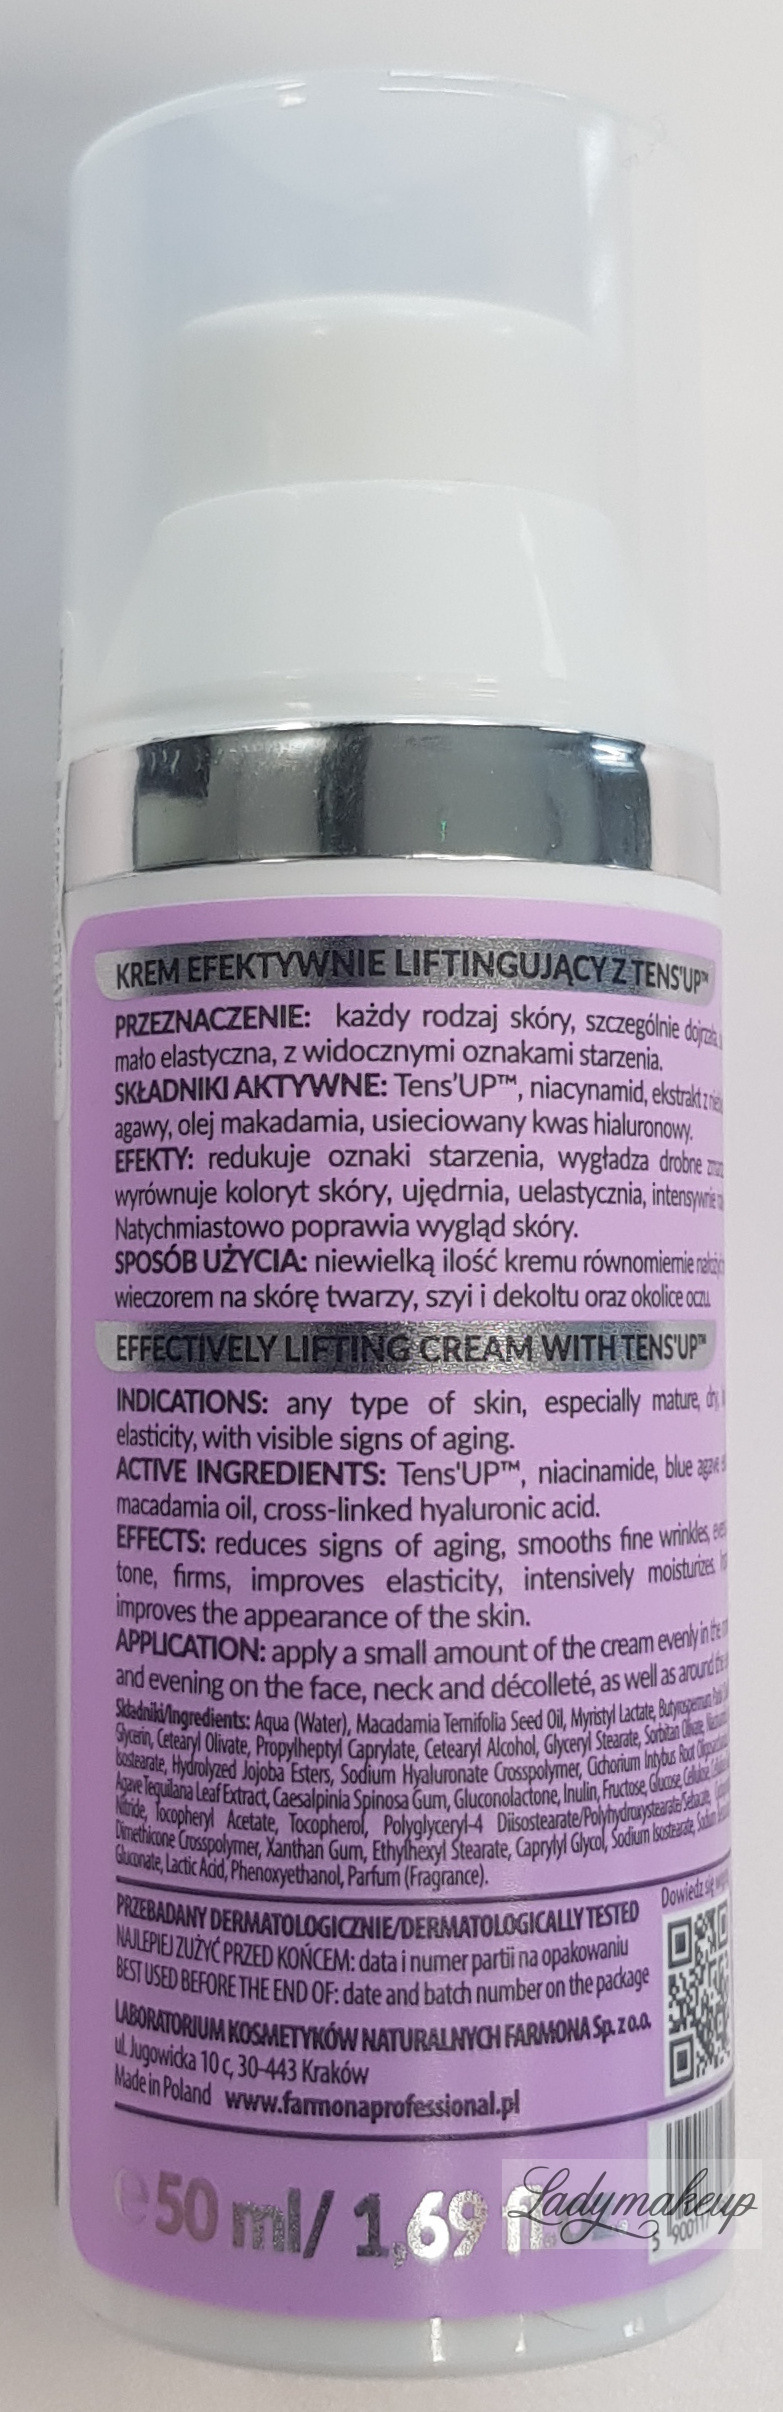 KREM EFEKTYWNIE LIFTINGUJĄCY Z TENS'UP™
PRZEZNACZENIE: każdy rodzaj skóry, szczególnie
mało elastyczna, z widocznymi oznakami starzenia.
SKŁADNIKI AKTYWNE: Tens'UP™, niacynamid, ekstrakt z
agawy, olej makadamia, usieciowany kwas hialuronowy.
EFEKTY: redukuje oznaki starzenia, wygładza drobne
wyrównuje koloryt skóry, ujędrnia, uelastycznia, intensywnie
Natychmiastowo poprawia wygląd skóry.
SPOSÓB UŻYCIA: niewielką ilość kremu równomiernie
wieczorem na skórę twarzy, szyi i dekoltu oraz okolice oczu.
EFFECTIVELY LIFTING CREAM WITH TENS'UP™
INDICATIONS: any type of skin, especially mature, dry,
elasticity, with visible signs of aging.
ACTIVE INGREDIENTS: Tens'UP™, niacinamide, blue agave
macadamia oil, cross-linked hyaluronic acid.
EFFECTS: reduces signs of aging, smooths fine wrinkles,
tone, firms, improves elasticity, intensively moisturizes.
improves the appearance of the skin.
APPLICATION: apply a small amount of the cream evenly in the
and evening on the face, neck and décolleté, as well as around the
Składniki/Ingredients: Aqua (Water), Macadamia Ternifolia Seed Oil, Myristyl Lactate, Butyrospermum Parkii
Glycerin, Cetearyl Olivate, Propylheptyl Caprylate, Cetearyl Alcohol, Glyceryl Stearate, Sorbitan Olivate,
Isostearate, Hydrolyzed Jojoba Esters, Sodium Hyaluronate Crosspolymer, Cichorium Intybus Root
Agave Tequilana Leaf Extract, Caesalpinia Spinosa Gum, Gluconolactone, Inulin, Fructose, Glucose, Cellulose,
Nitride, Tocopheryl Acetate, Tocopherol, Polyglyceryl-4 Diisostearate/Polyhydroxystearate/Sebacate,
Dimethicone Crosspolymer, Xanthan Gum, Ethylhexyl Stearate, Caprylyl Glycol, Sodium Isostearate, Sodium
Gluconate, Lactic Acid, Phenoxyethanol, Parfum (Fragrance).
Dowiedz się
PRZEBADANY DERMATOLOGICZNIE/DERMATOLOGICALLY TESTED
NAJLEPIEJ ZUŻYĆ PRZED KOŃCEM: data i numer partii na opakowaniu
BEST USED BEFORE THE END OF: date and batch number on the package
LABORATORIUM KOSMETYKÓW NATURALNYCH FARMONA Sp. z o.o.
ul. Jugowicka 10 c, 30-443 Kraków
Made in Poland www.farmonaprofessional.pl
℮50 ml/ 1,69 fl.
Ladymakeup
5 900117